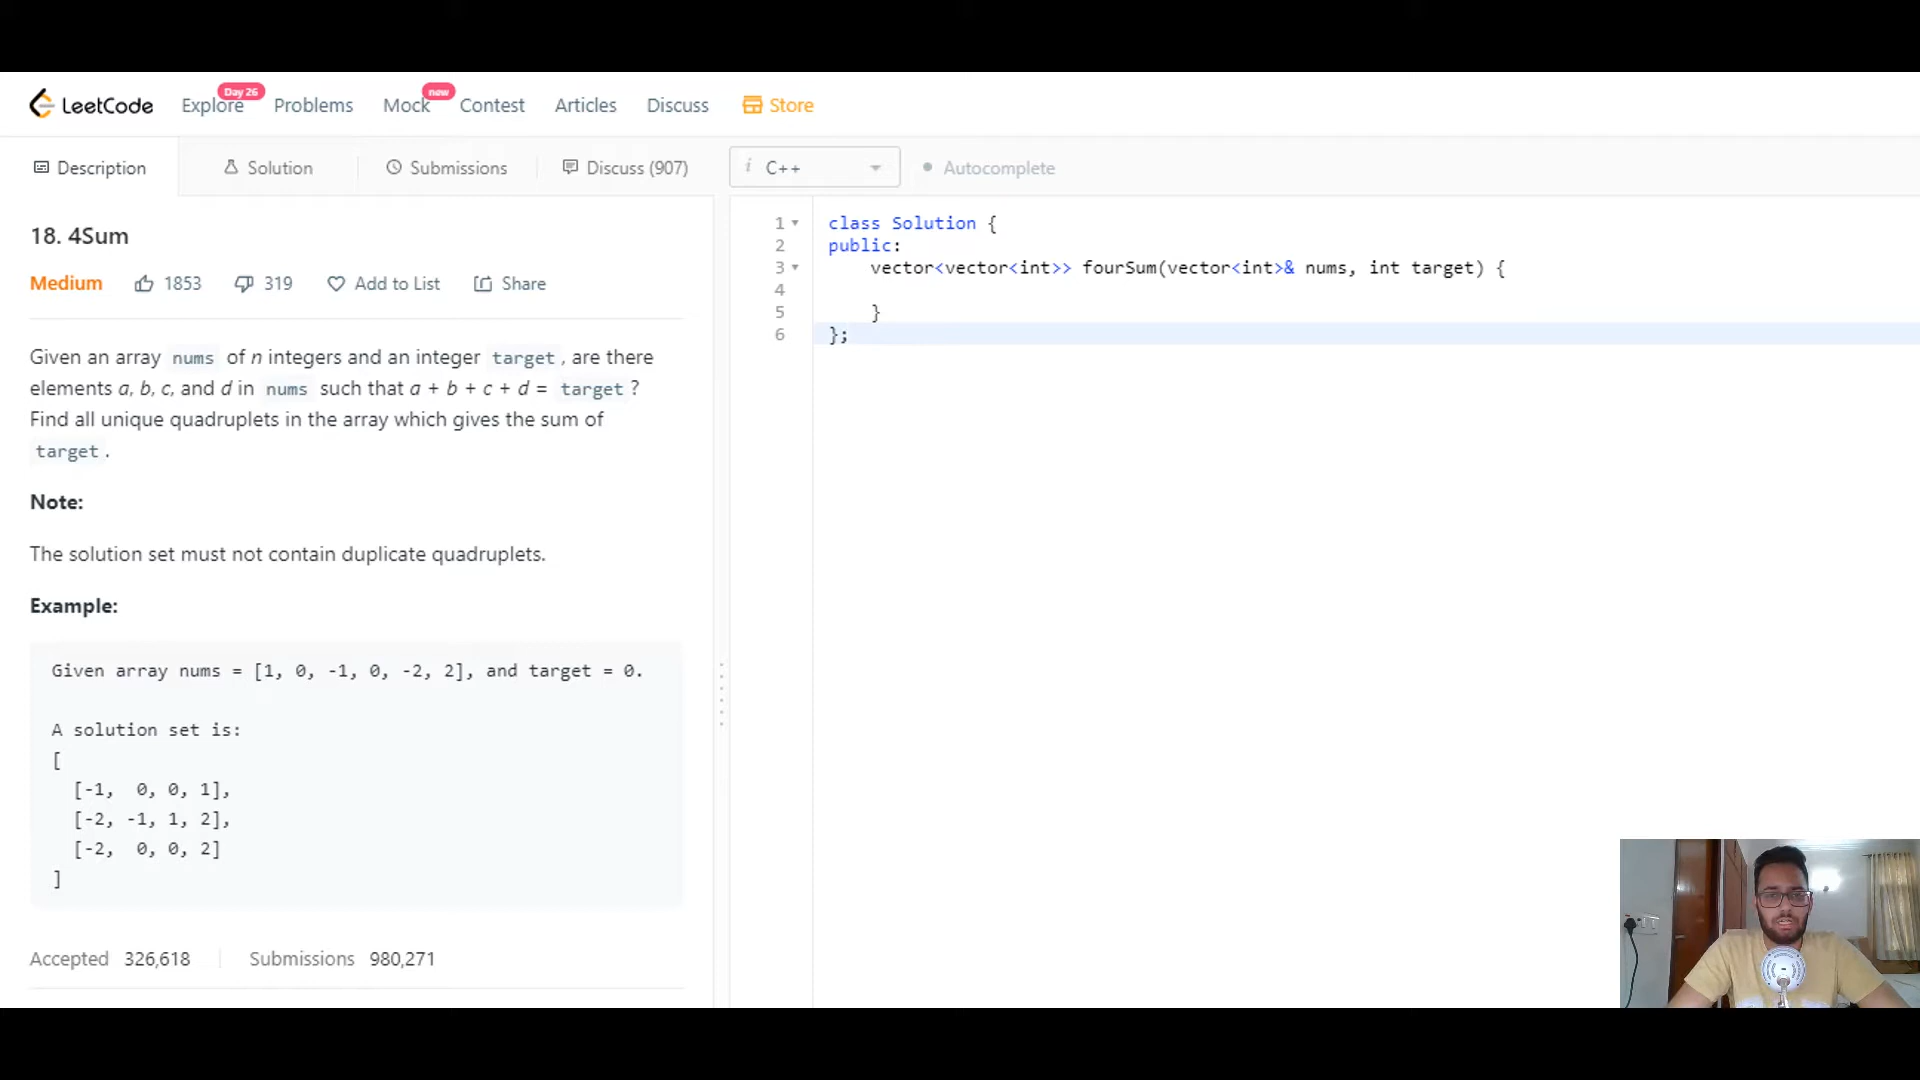 LeetCode
Explore Day 26 Problems Mock new Contest Articles Discuss Store
Description Solution Submissions Discuss (907) i C++ Autocomplete
18. 4Sum
Medium 1853 319 Add to List Share
Given an array nums of n integers and an integer target, are there
elements a, b, c, and d in nums such that a + b + c + d = target?
Find all unique quadruplets in the array which gives the sum of
target.
Note:
The solution set must not contain duplicate quadruplets.
Example:
Given array nums = [1, 0, -1, 0, -2, 2], and target = 0.
A solution set is:
[
[-1, 0, 0, 1],
[-2, -1, 1, 2],
[-2, 0, 0, 2]
]
Accepted 326,618 Submissions 980,271
1 class Solution {
2 public:
3 vector<vector<int>> fourSum(vector<int>& nums, int target) {
4
5 }
6 };